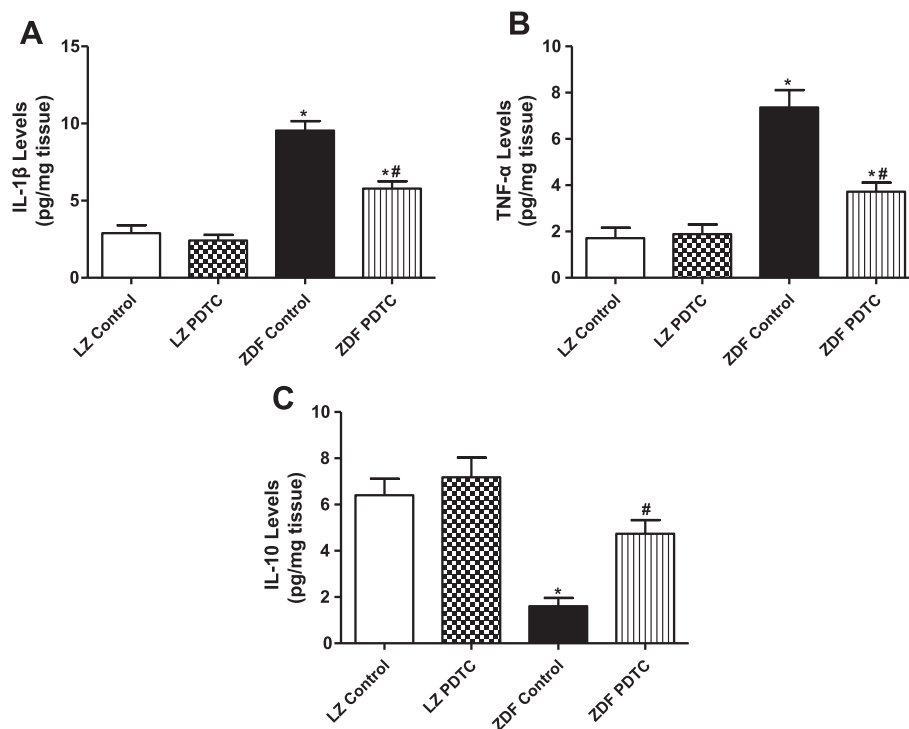 A
IL-1β Levels
(pg/mg tissue)
15
10
5
0
*
*#
LZ Control
LZ PDTC
ZDF Control
ZDF PDTC
B
TNF-α Levels
(pg/mg tissue)
10
8
6
4
2
0
*
*#
LZ Control
LZ PDTC
ZDF Control
ZDF PDTC
C
IL-10 Levels
(pg/mg tissue)
10
8
6
4
2
0
*
#
LZ Control
LZ PDTC
ZDF Control
ZDF PDTC